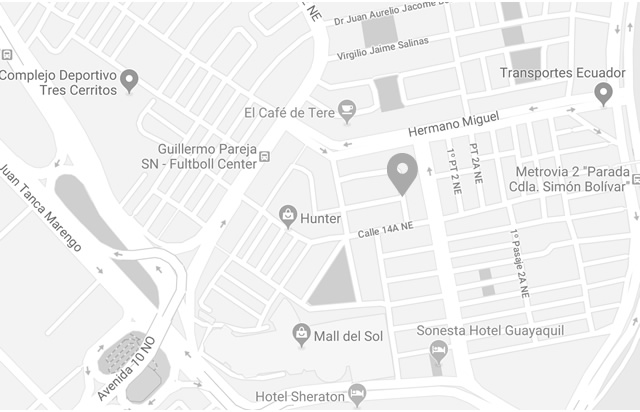 NE
Dr Juan Aurelio Jácome
Virgilio Jaime Salinas
Complejo Deportivo
Tres Cerritos
Transportes Ecuador
El Café de Tere
Hermano Miguel
Guillermo Pareja
SN - Fultboll Center
1° PT 2 NE
PT 2A NE
Metrovia 2 "Parada
Cdla. Simón Bolívar"
Juan Tanca Marengo
Hunter
Calle 14A NE
1° Pasaje 2A NE
Mall del Sol
Sonesta Hotel Guayaquil
Avenida 10 NO
Hotel Sheraton